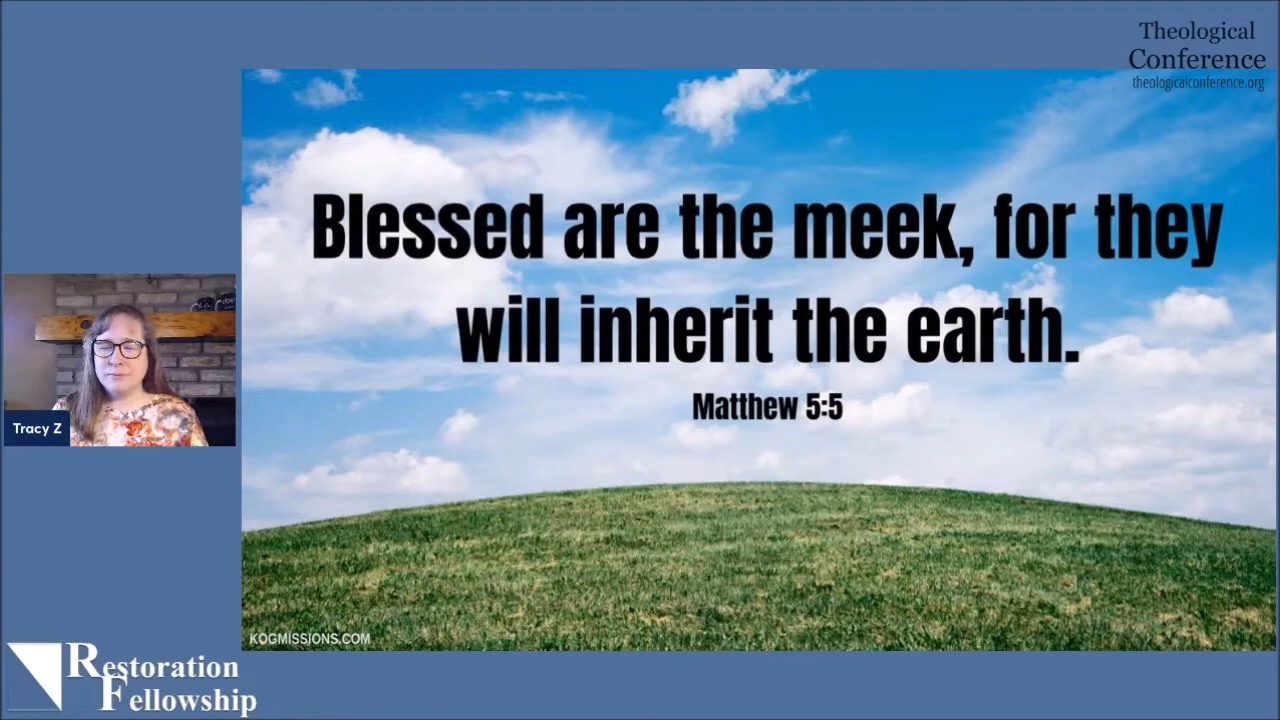 Theological
Conference
theologicalconference.org
Blessed are the meek, for they
will inherit the earth.
Matthew 5:5
Tracy Z
KOGMISSIONS.COM
Restoration
Fellowship